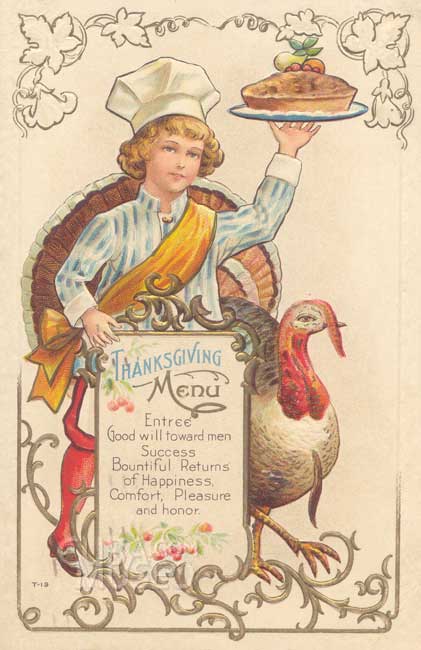 THANKSGIVING
MENU
Entree
Good will toward men
Success
Bountiful Returns
of Happiness,
Comfort, Pleasure
and honor.
T-19